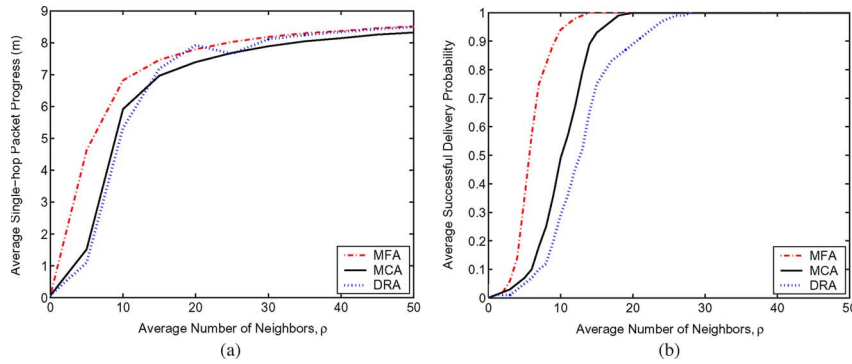 Average Single-hop Packet Progress (m)
9
8
7
6
5
4
3
2
1
0
0 10 20 30 40 50
MFA
MCA
DRA
Average Number of Neighbors, ρ
(a)
Average Successful Delivery Probability
1
0.9
0.8
0.7
0.6
0.5
0.4
0.3
0.2
0.1
0
0 10 20 30 40 50
MFA
MCA
DRA
Average Number of Neighbors, ρ
(b)